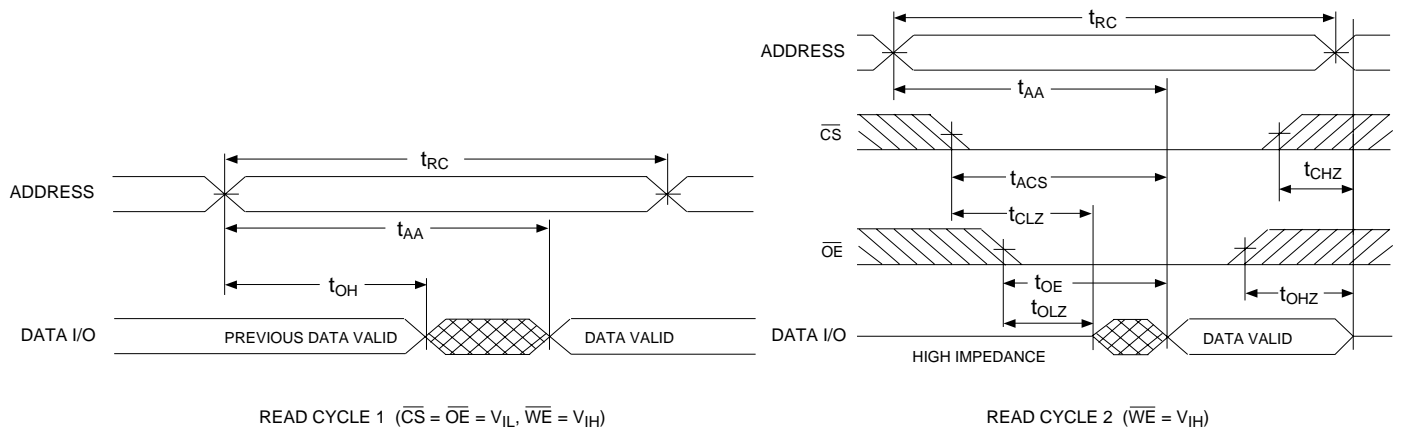 tRC
ADDRESS
tAA
tOH
DATA I/O
PREVIOUS DATA VALID
DATA VALID
READ CYCLE 1 (CS = OE = VIL, WE = VIH)
tRC
ADDRESS
tAA
CS
tACS
tCHZ
tCLZ
OE
tOE
tOHZ
tOLZ
DATA I/O
HIGH IMPEDANCE
DATA VALID
READ CYCLE 2 (WE = VIH)